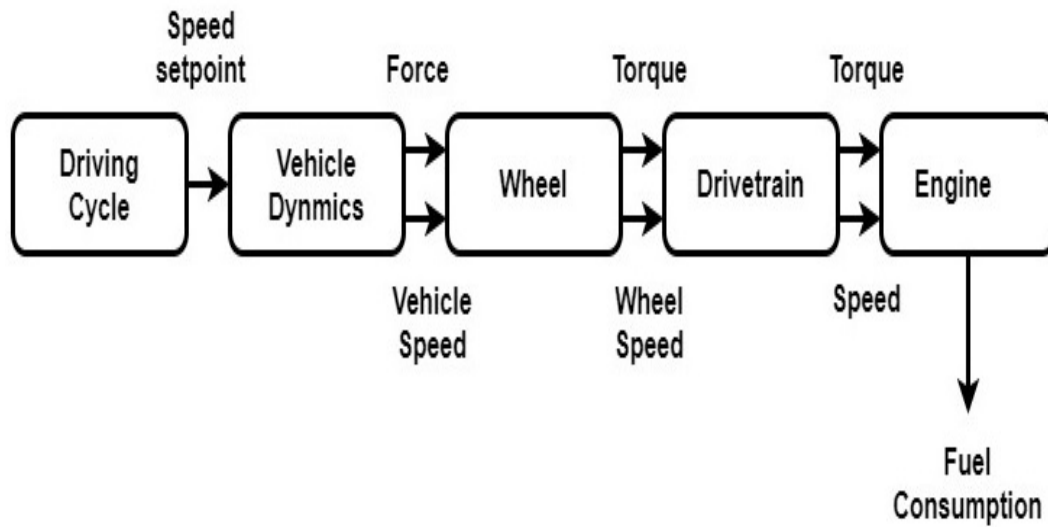 Speed
setpoint
Force
Torque
Torque
Driving
Cycle
Vehicle
Dynmics
Wheel
Drivetrain
Engine
Vehicle
Speed
Wheel
Speed
Speed
Fuel
Consumption